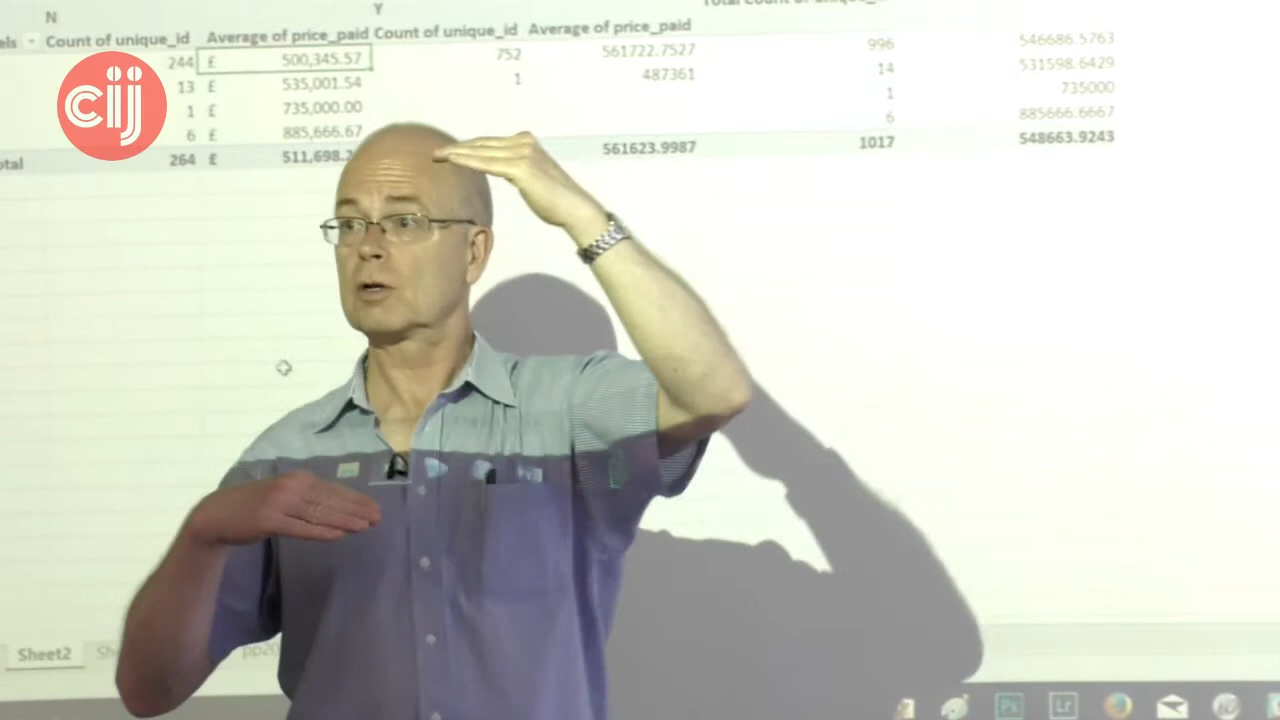 N Y
Count of unique_id Average of price_paid Count of unique_id Average of price_paid
244 £ 500,345.57 752 561722.7527 996 546686.5763
13 £ 535,001.54 1 487361 14 531598.6429
1 £ 735,000.00 1 735000
6 £ 885,666.67 6 885666.6667
264 £ 561623.9987 1017 548663.9243
cij
Sheet2
Ps Lr